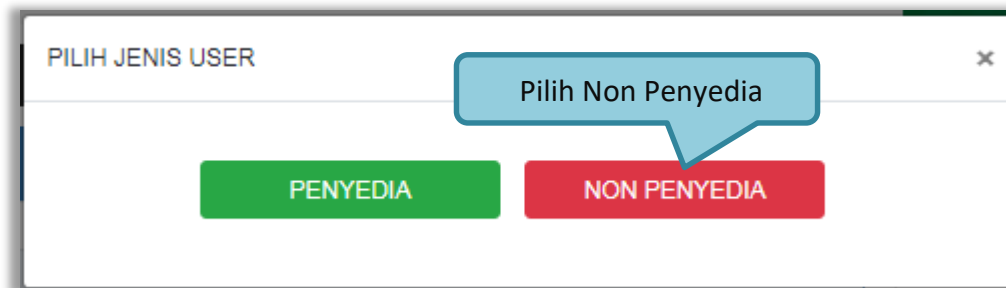 PILIH JENIS USER
×
Pilih Non Penyedia
PENYEDIA
NON PENYEDIA